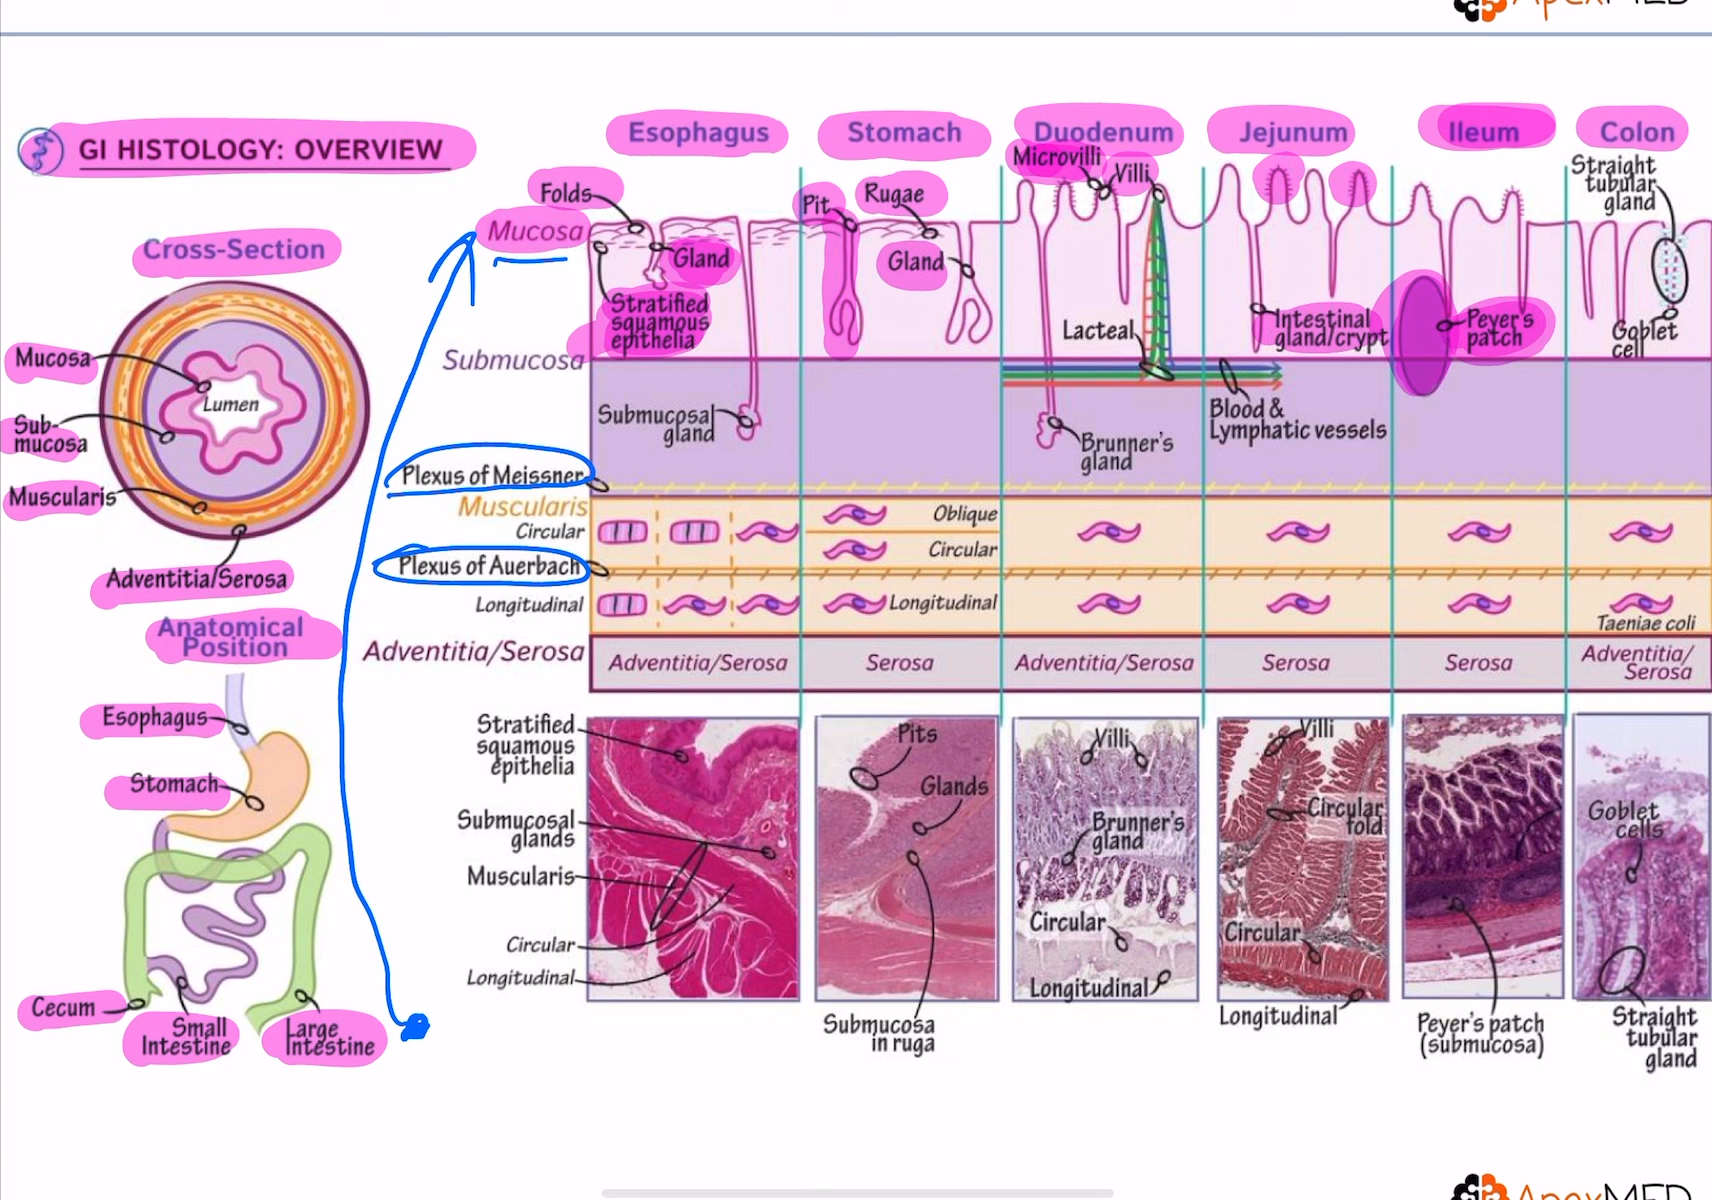 ApexMED
GI HISTOLOGY: OVERVIEW
Cross-Section
Mucosa
Lumen
Sub-
mucosa
Muscularis
Adventitia/Serosa
Anatomical
Position
Esophagus
Stomach
Cecum
Small
Intestine
Large
Intestine
Esophagus
Stomach
Duodenum
Jejunum
Ileum
Colon
Mucosa
Folds
Gland
Stratified
squamous
epithelia
Pit
Rugae
Gland
Microvilli
Villi
Lacteal
Intestinal
gland/crypt
Peyer's
patch
Straight
tubular
gland
Goblet
cell
Submucosa
Submucosal
gland
Brunner's
gland
Blood &
Lymphatic vessels
Plexus of Meissner
Muscularis
Circular
Oblique
Circular
Plexus of Auerbach
Longitudinal
Longitudinal
Taeniae coli
Adventitia/Serosa
Adventitia/Serosa
Serosa
Adventitia/Serosa
Serosa
Serosa
Adventitia/
Serosa
Stratified
squamous
epithelia
Submucosal
glands
Muscularis
Circular
Longitudinal
Pits
Glands
Submucosa
in ruga
Villi
Brunner's
gland
Circular
Longitudinal
Villi
Circular
fold
Circular
Longitudinal
Peyer's patch
(submucosa)
Goblet
cells
Straight
tubular
gland
ApexMED